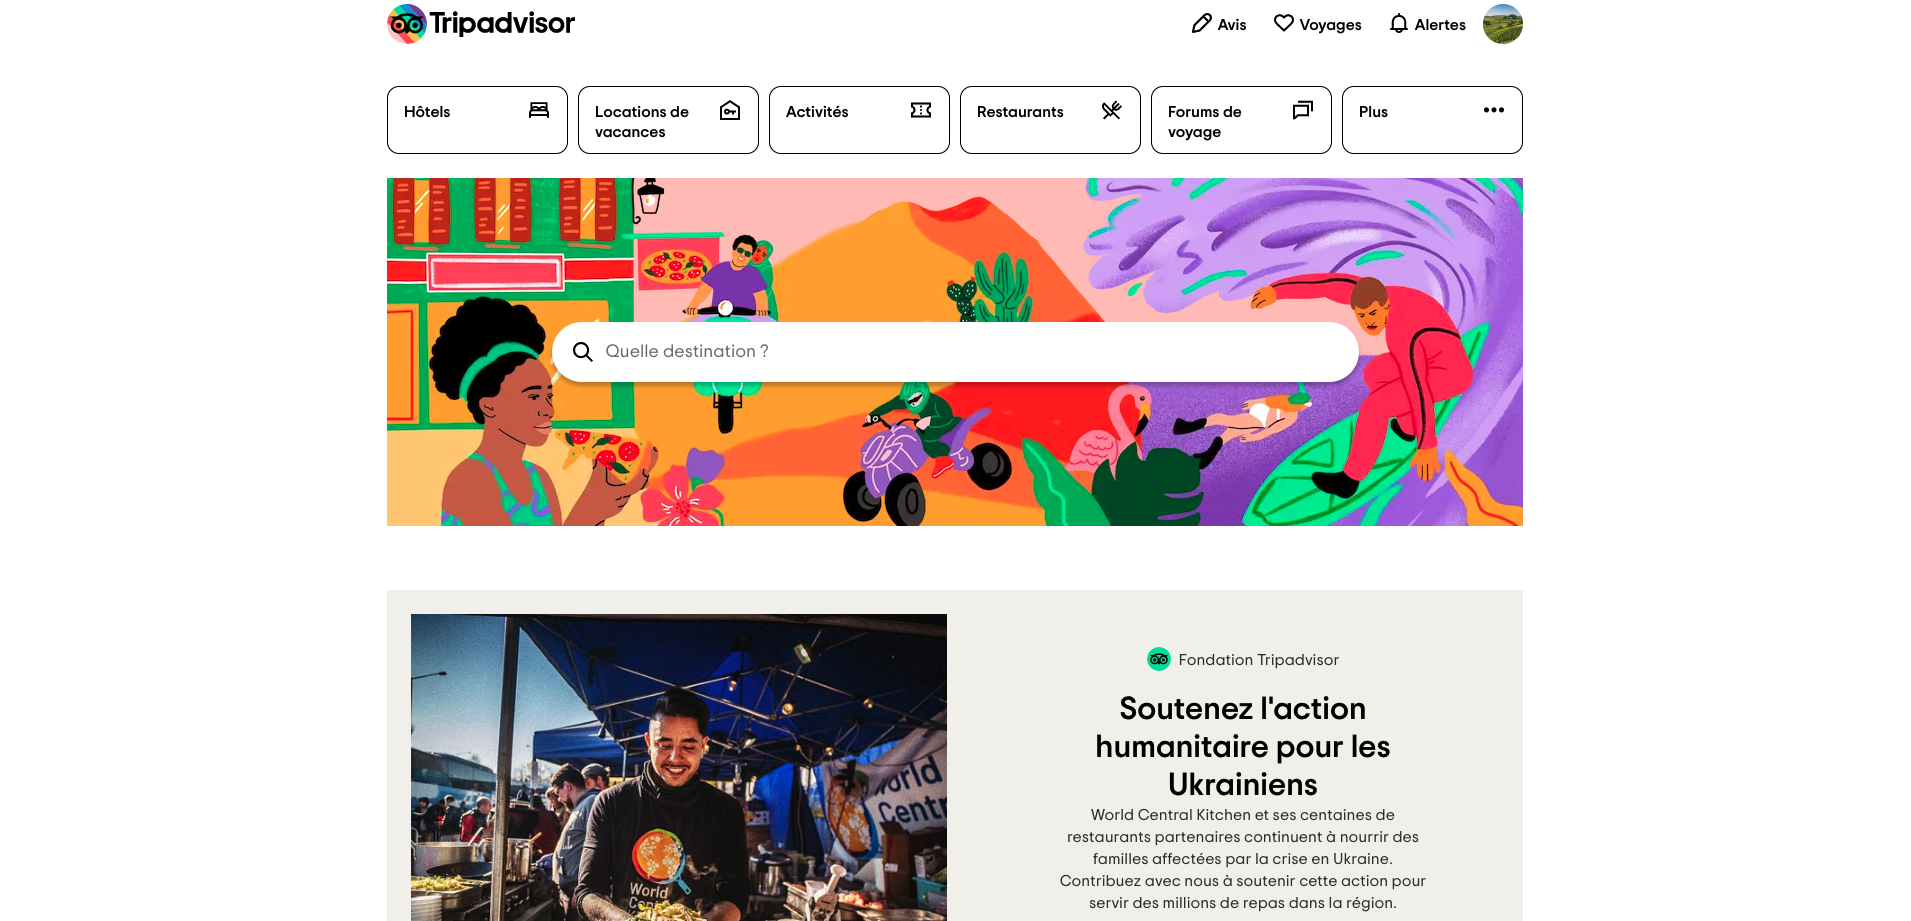 Tripadvisor
Avis
Voyages
Alertes
Hôtels
Locations de
vacances
Activités
Restaurants
Forums de
voyage
Plus
Quelle destination ?
Fondation Tripadvisor
Soutenez l'action
humanitaire pour les
Ukrainiens
World Central Kitchen et ses centaines de
restaurants partenaires continuent à nourrir des
familles affectées par la crise en Ukraine.
Contribuez avec nous à soutenir cette action pour
servir des millions de repas dans la région.
World
World